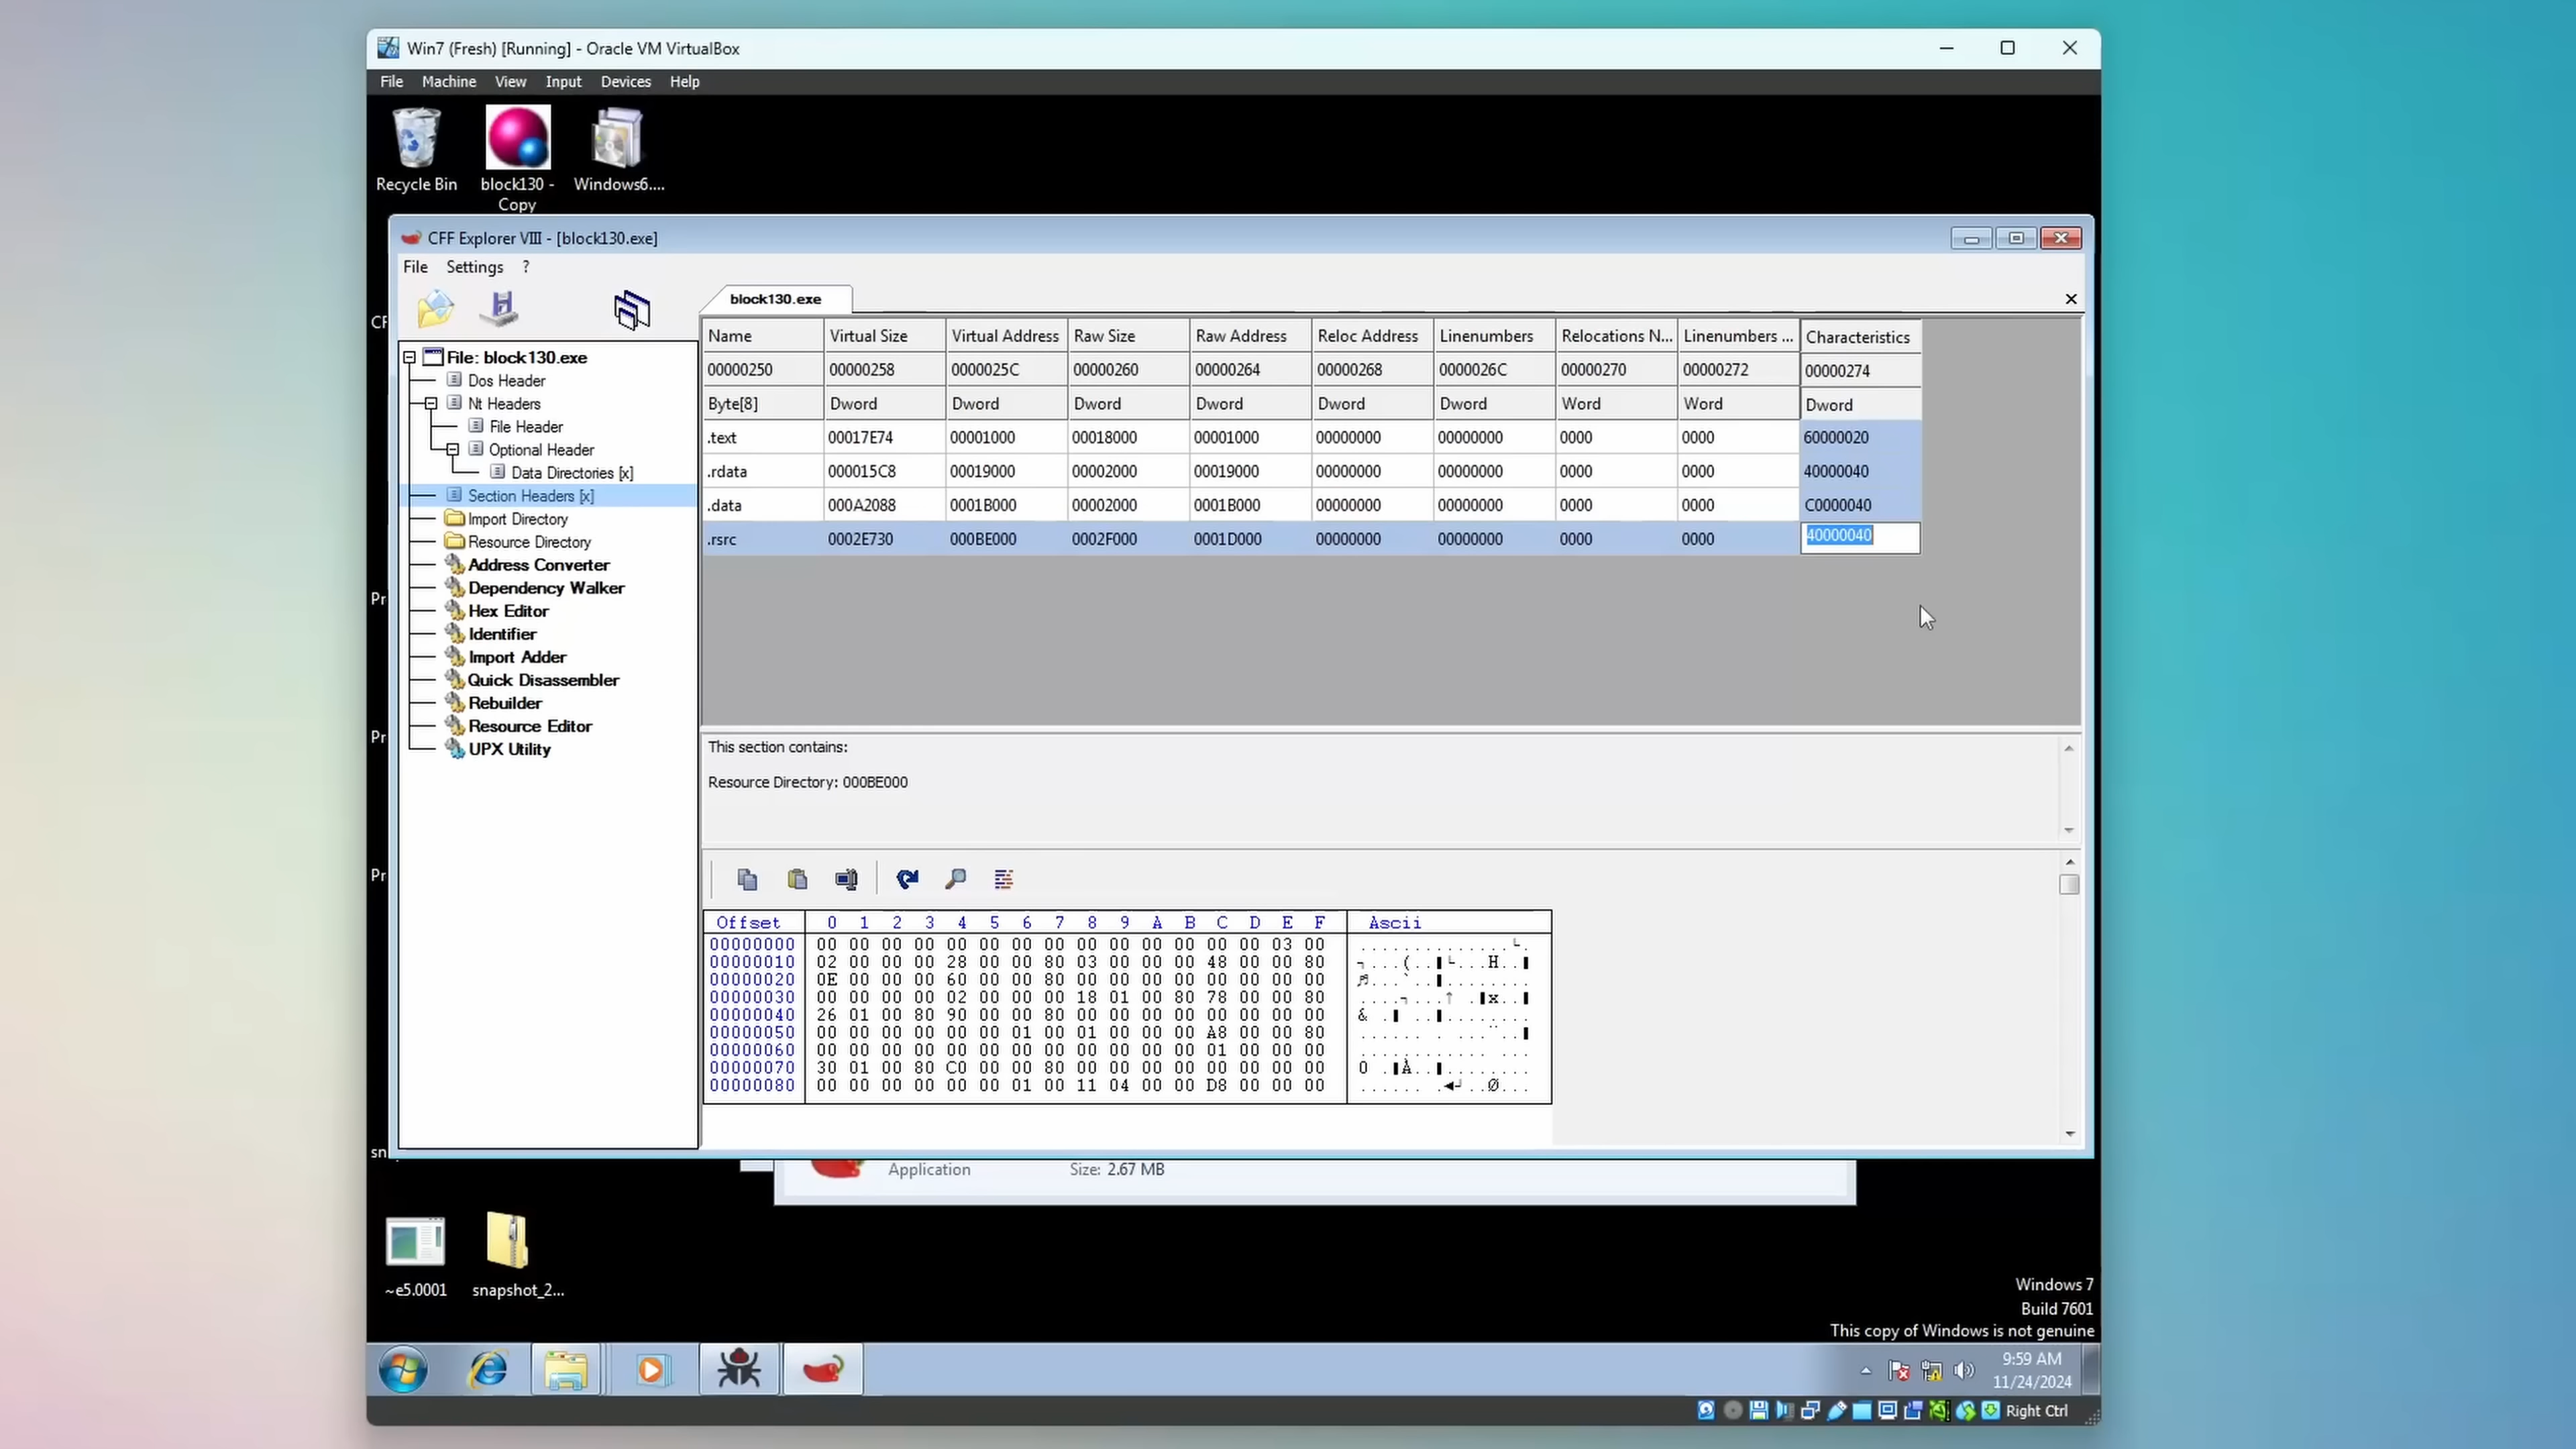 Win7 (Fresh) [Running] - Oracle VM VirtualBox
File Machine View Input Devices Help
Recycle Bin
block130 -
Copy
Windows6....
CFF Explorer VIII - [block130.exe]
File Settings ?
block130.exe
File: block130.exe
Dos Header
Nt Headers
File Header
Optional Header
Data Directories [x]
Section Headers [x]
Import Directory
Resource Directory
Address Converter
Dependency Walker
Hex Editor
Identifier
Import Adder
Quick Disassembler
Rebuilder
Resource Editor
UPX Utility
Name Virtual Size Virtual Address Raw Size Raw Address Reloc Address Linenumbers Relocations N... Linenumbers ... Characteristics
00000250 00000258 0000025C 00000260 00000264 00000268 0000026C 00000270 00000272 00000274
Byte[8] Dword Dword Dword Dword Dword Dword Word Word Dword
.text 00017E74 00001000 00018000 00001000 00000000 00000000 0000 0000 60000020
.rdata 000015C8 00019000 00002000 00019000 00000000 00000000 0000 0000 40000040
.data 000A2088 0001B000 00002000 0001B000 00000000 00000000 0000 0000 C0000040
.rsrc 0002E730 000BE000 0002F000 0001D000 00000000 00000000 0000 0000 40000040
This section contains:
Resource Directory: 000BE000
Offset 0 1 2 3 4 5 6 7 8 9 A B C D E F Ascii
00000000 00 00 00 00 00 00 00 00 00 00 00 00 00 00 03 00
00000010 02 00 00 00 28 00 00 80 03 00 00 00 48 00 00 80
00000020 0E 00 00 00 60 00 00 80 00 00 00 00 00 00 00 00
00000030 00 00 00 00 02 00 00 00 18 01 00 80 78 00 00 80
00000040 26 01 00 80 90 00 00 80 00 00 00 00 00 00 00 00
00000050 00 00 00 00 00 00 01 00 01 00 00 00 A8 00 00 80
00000060 00 00 00 00 00 00 00 00 00 00 00 00 01 00 00 00
00000070 30 01 00 80 C0 00 00 80 00 00 00 00 00 00 00 00
00000080 00 00 00 00 00 00 01 00 11 04 00 00 D8 00 00 00
Application Size: 2.67 MB
~e5.0001
snapshot_2...
Windows 7
Build 7601
This copy of Windows is not genuine
9:59 AM
11/24/2024
Right Ctrl